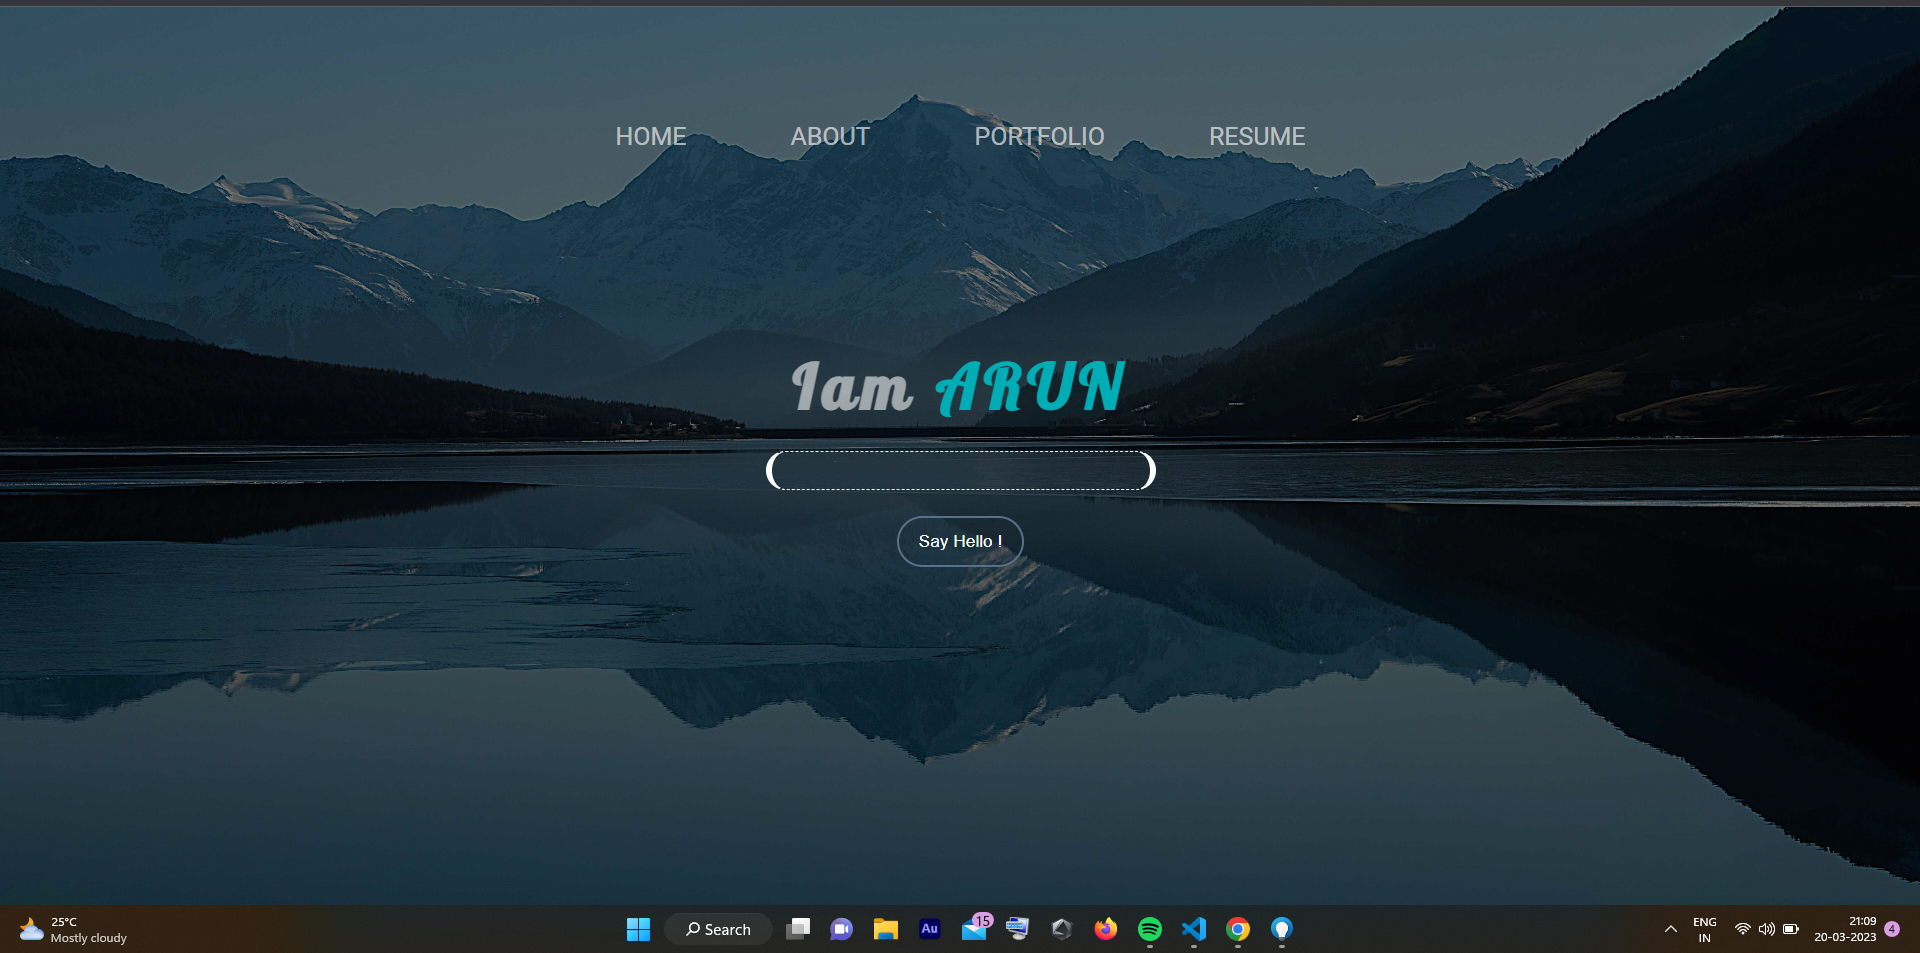 HOME ABOUT PORTFOLIO RESUME
Iam ARUN
Say Hello !
25°C
Mostly cloudy
Search
Au
15
ENG
IN
21:09
20-03-2023
4